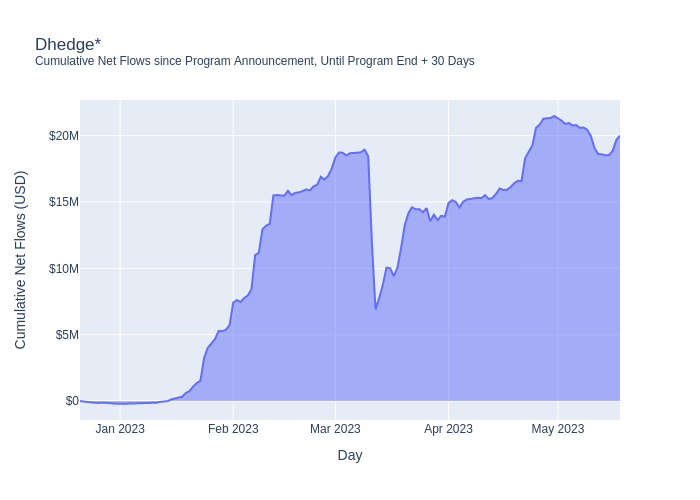 Dhedge*
Cumulative Net Flows since Program Announcement, Until Program End + 30 Days
Cumulative Net Flows (USD)
$20M
$15M
$10M
$5M
$0
Jan 2023
Feb 2023
Mar 2023
Apr 2023
May 2023
Day